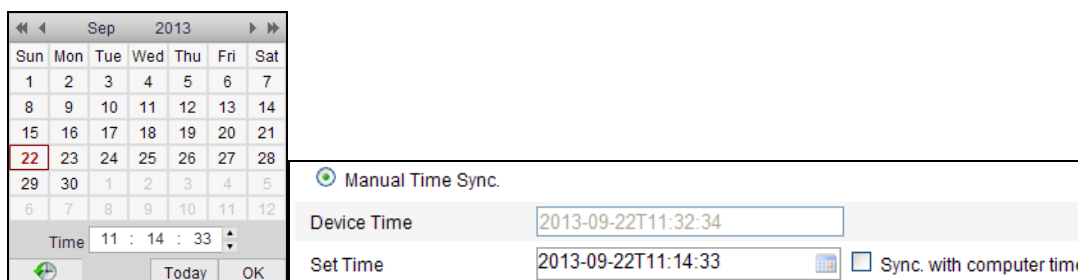 Sep 2013
Sun Mon Tue Wed Thu Fri Sat
1 2 3 4 5 6 7
8 9 10 11 12 13 14
15 16 17 18 19 20 21
22 23 24 25 26 27 28
29 30 1 2 3 4 5
6 7 8 9 10 11 12
Time 11 : 14 : 33
Today OK
Manual Time Sync.
Device Time 2013-09-22T11:32:34
Set Time 2013-09-22T11:14:33 Sync. with computer time